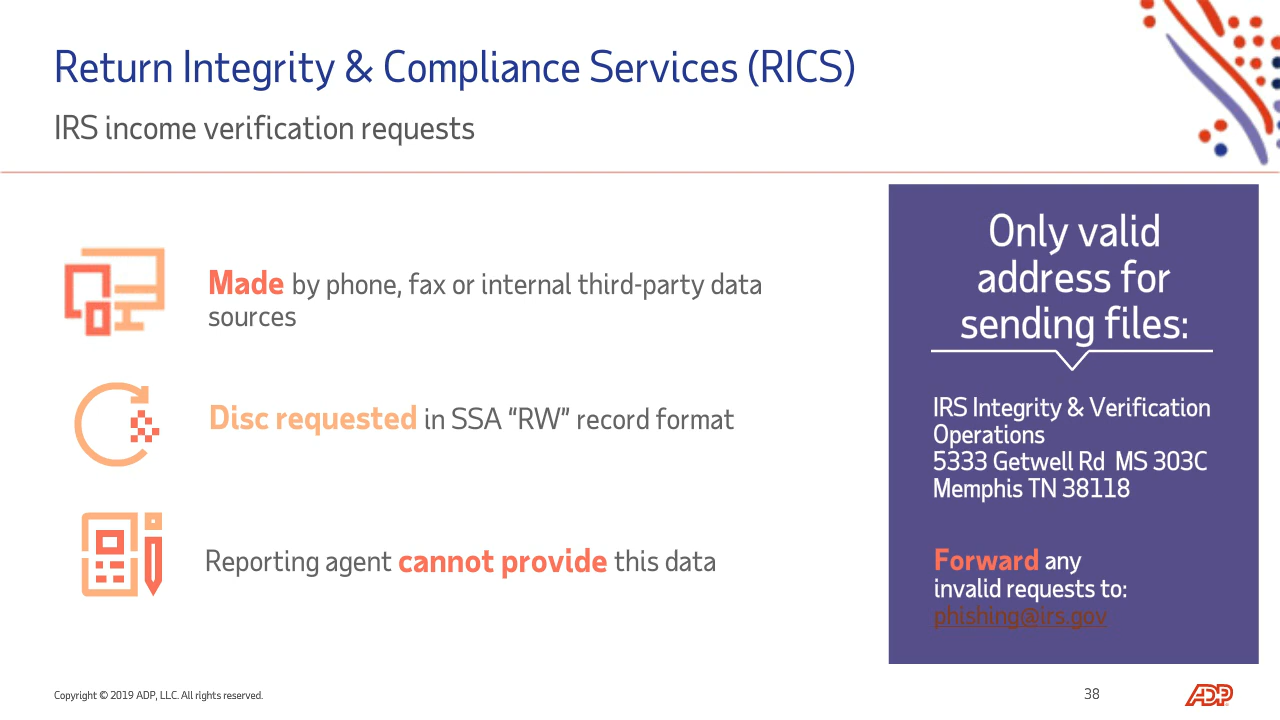 Return Integrity & Compliance Services (RICS)
IRS income verification requests
Made by phone, fax or internal third-party data
sources
Disc requested in SSA “RW” record format
Reporting agent cannot provide this data
Only valid
address for
sending files:
IRS Integrity & Verification
Operations
5333 Getwell Rd  MS 303C
Memphis TN 38118
Forward any
invalid requests to:
phishing@irs.gov
Copyright © 2019 ADP, LLC. All rights reserved.
38
ADP